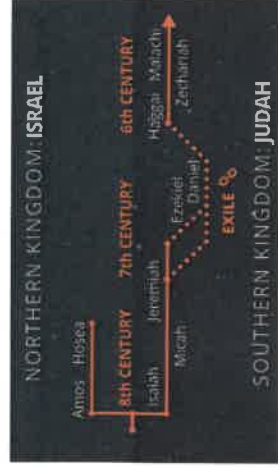 NORTHERN KINGDOM: ISRAEL
Amos Hosea
8th CENTURY 7th CENTURY 6th CENTURY
Isaiah Jeremiah Haggai Malachi
Micah Ezekiel Zechariah
Daniel
EXILE
SOUTHERN KINGDOM: JUDAH